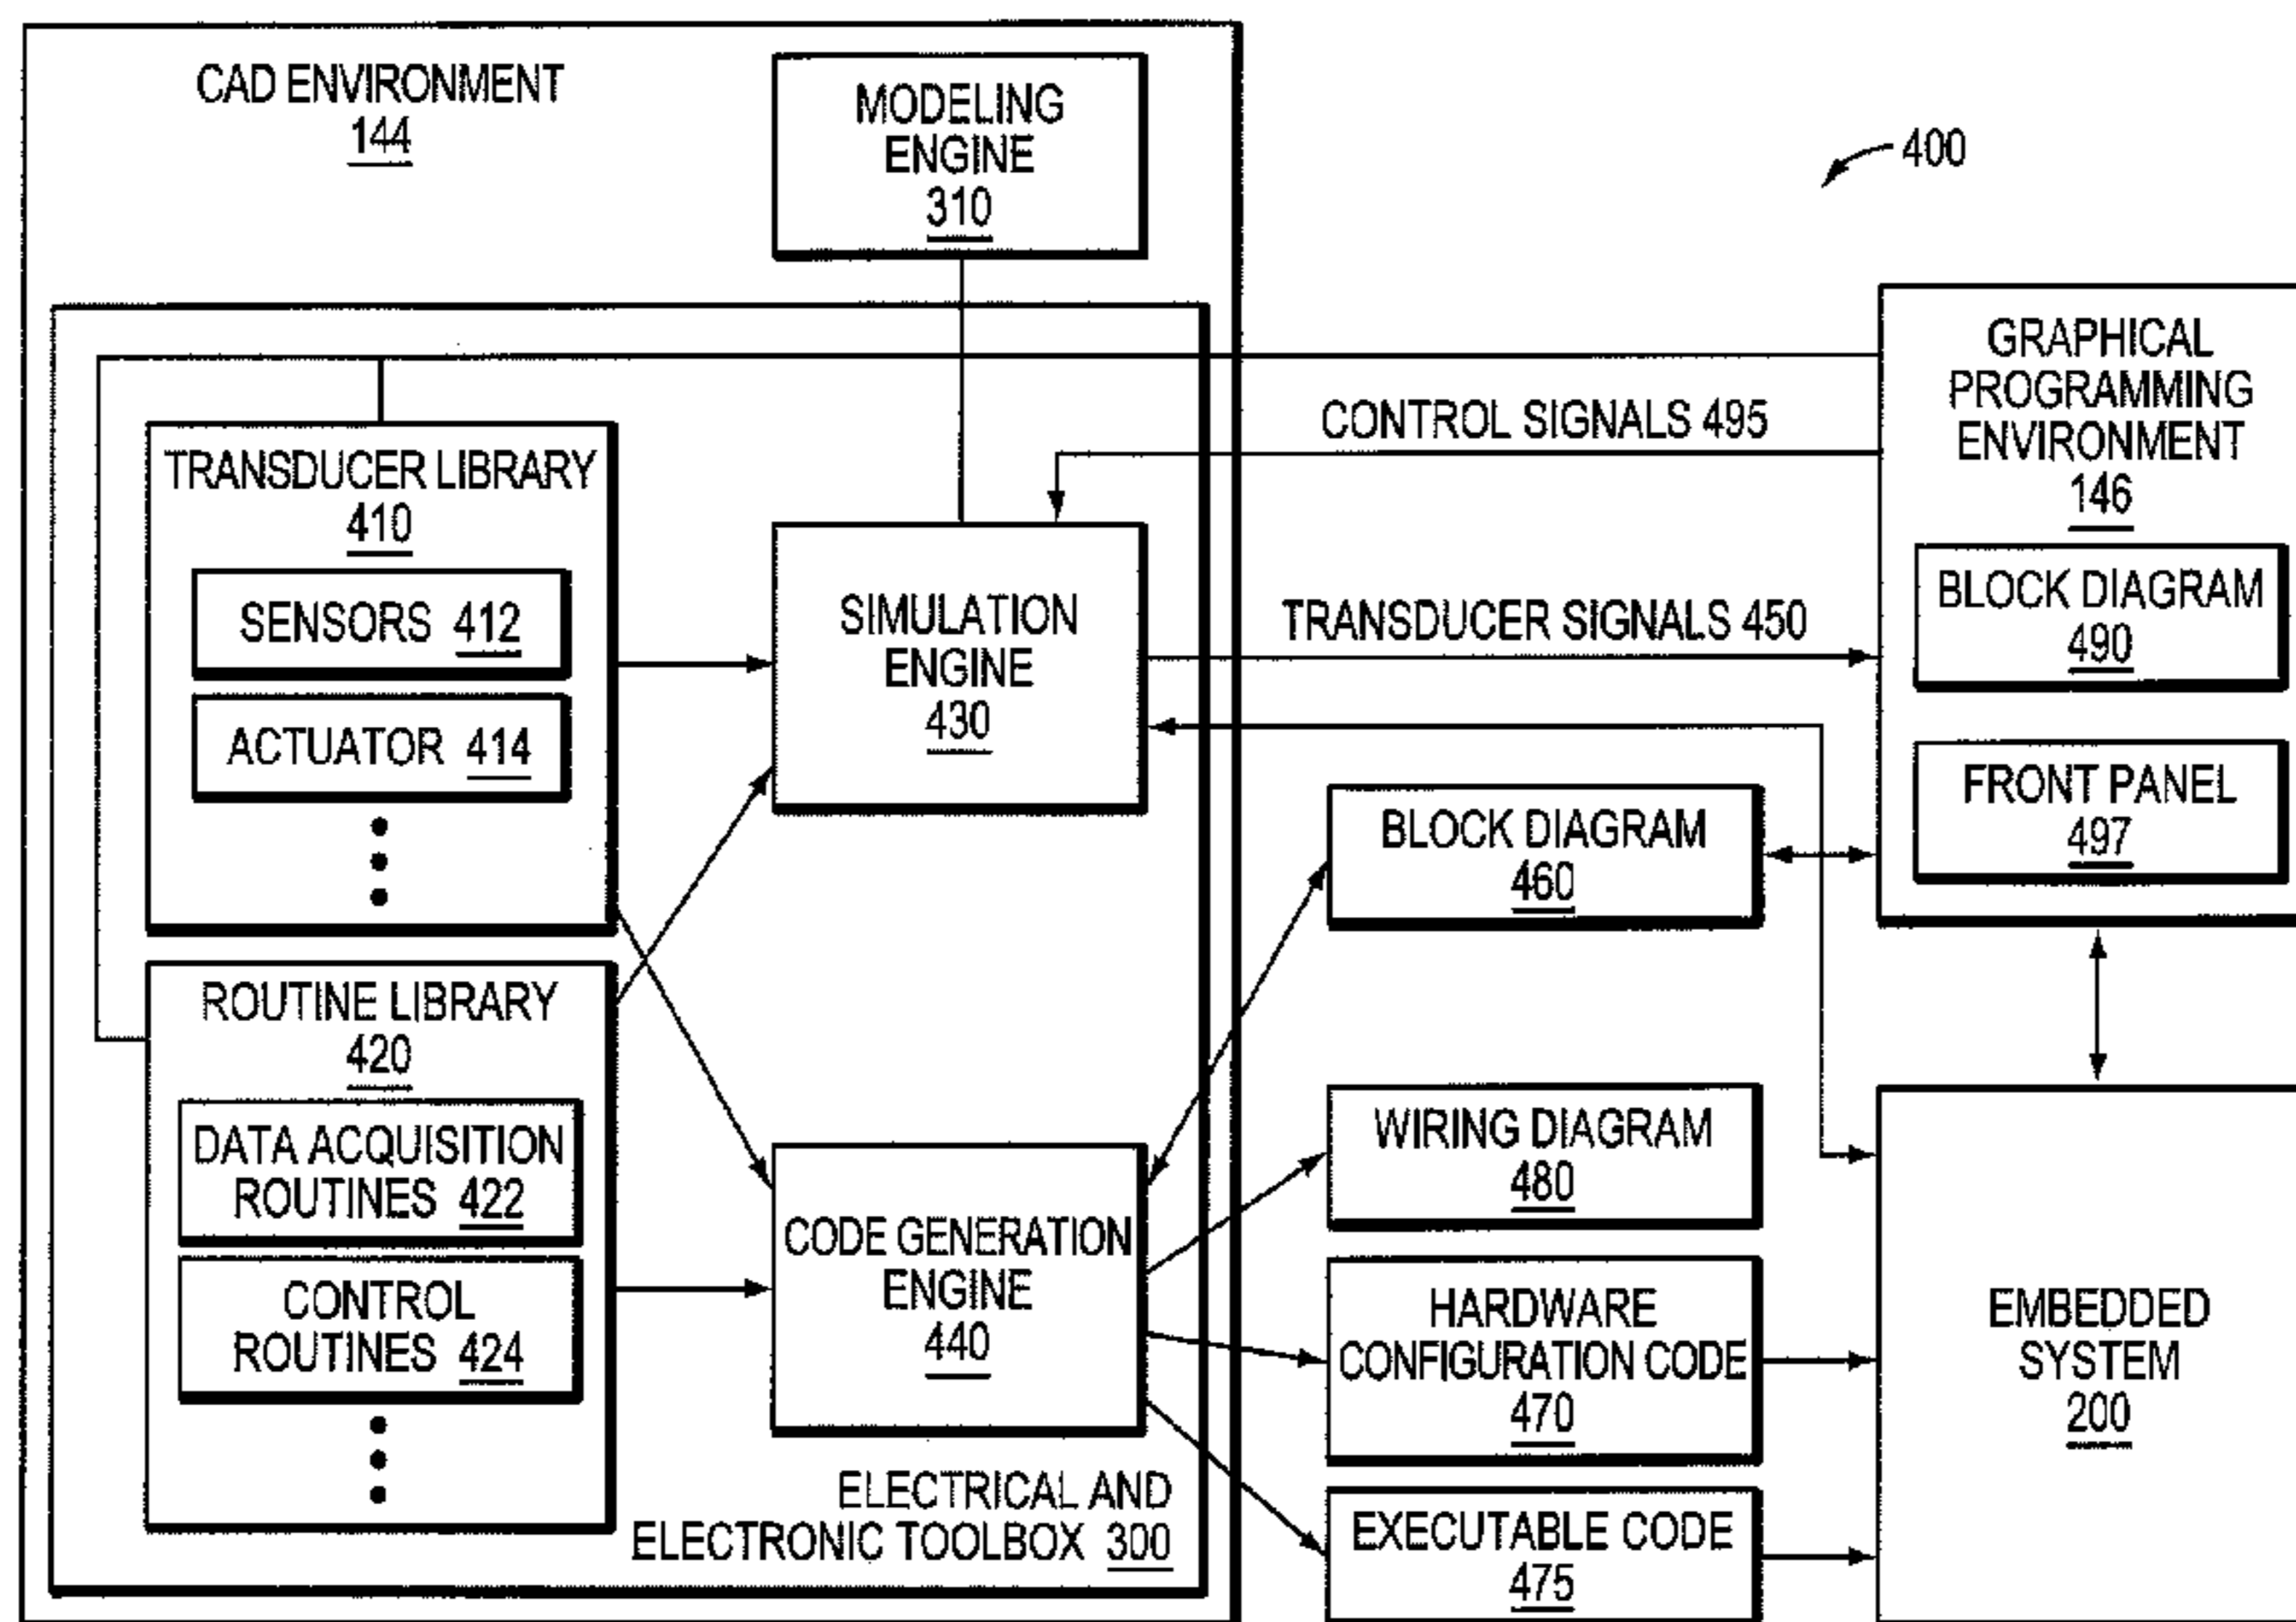 CAD ENVIRONMENT
144
MODELING
ENGINE
310
400
TRANSDUCER LIBRARY
410
SENSORS 412
ACTUATOR 414
ROUTINE LIBRARY
420
DATA ACQUISITION
ROUTINES 422
CONTROL
ROUTINES 424
SIMULATION
ENGINE
430
CODE GENERATION
ENGINE
440
ELECTRICAL AND
ELECTRONIC TOOLBOX 300
CONTROL SIGNALS 495
TRANSDUCER SIGNALS 450
BLOCK DIAGRAM
460
WIRING DIAGRAM
480
HARDWARE
CONFIGURATION CODE
470
EXECUTABLE CODE
475
GRAPHICAL
PROGRAMMING
ENVIRONMENT
146
BLOCK DIAGRAM
490
FRONT PANEL
497
EMBEDDED
SYSTEM
200